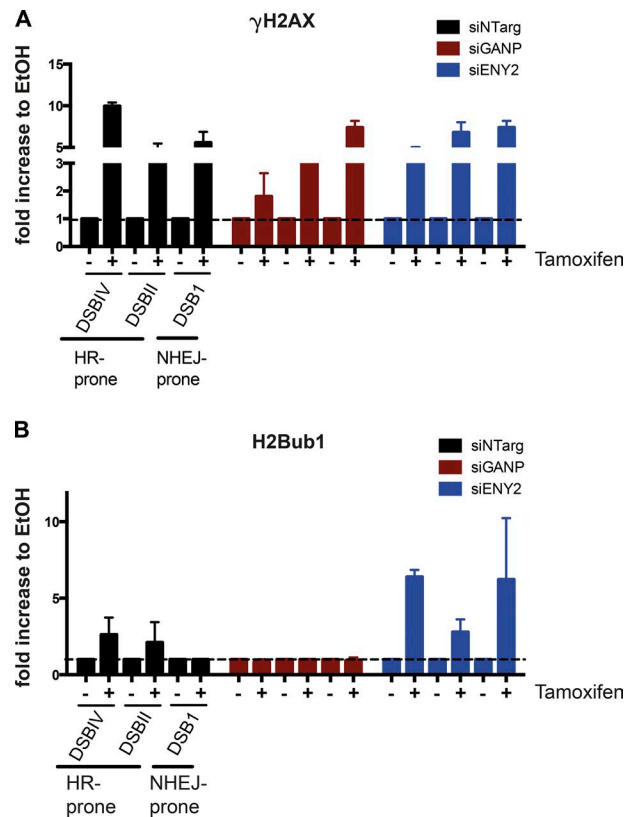 A
γH2AX
siNTarg
siGANP
siENY2
fold increase to EtOH
15
10
5
3
2
1
0
- + - + - + - + - + - + - + - + - + Tamoxifen
DSBIV DSBII DSB1
HR-prone
NHEJ-prone
B
H2Bub1
siNTarg
siGANP
siENY2
fold increase to EtOH
10
5
0
- + - + - + - + - + - + - + - + - + Tamoxifen
DSBIV DSBII DSB1
HR-prone
NHEJ-prone